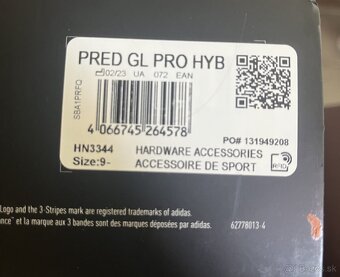 PRED GL PRO HYB
02/23 UA 072 EAN
SBA1PRFQ
4 066745 264578
PO# 131949208
HN3344 HARDWARE ACCESSORIES
Size:9- ACCESSOIRE DE SPORT
RFID
Logo and the 3-Stripes mark are registered trademarks of adidas.
et la marque aux 3 bandes sont des marques déposées par adidas.
62778013-4